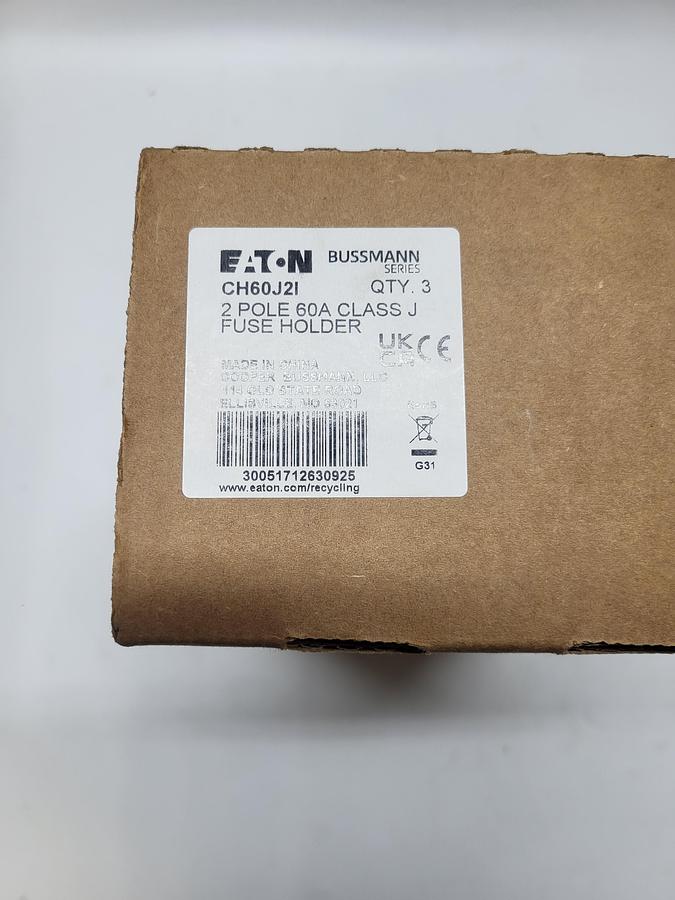 EATON BUSSMANN
SERIES
CH60J2I QTY. 3
2 POLE 60A CLASS J
FUSE HOLDER
UK
CA CE
MADE IN CHINA
COOPER BUSSMANN, LLC
114 OLD STATE ROAD
ELLISVILLE, MO 63021
RoHS
G31
30051712630925
www.eaton.com/recycling